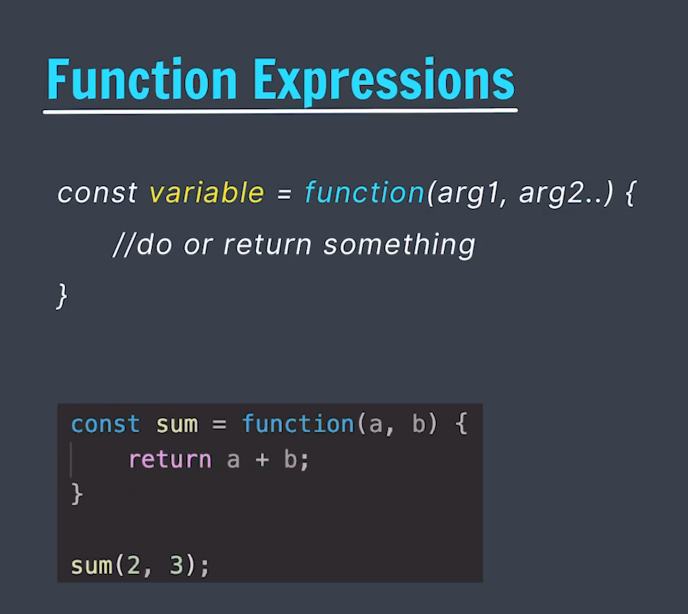 Function Expressions
const variable = function(arg1, arg2..) {
//do or return something
}
const sum = function(a, b) {
return a + b;
}
sum(2, 3);